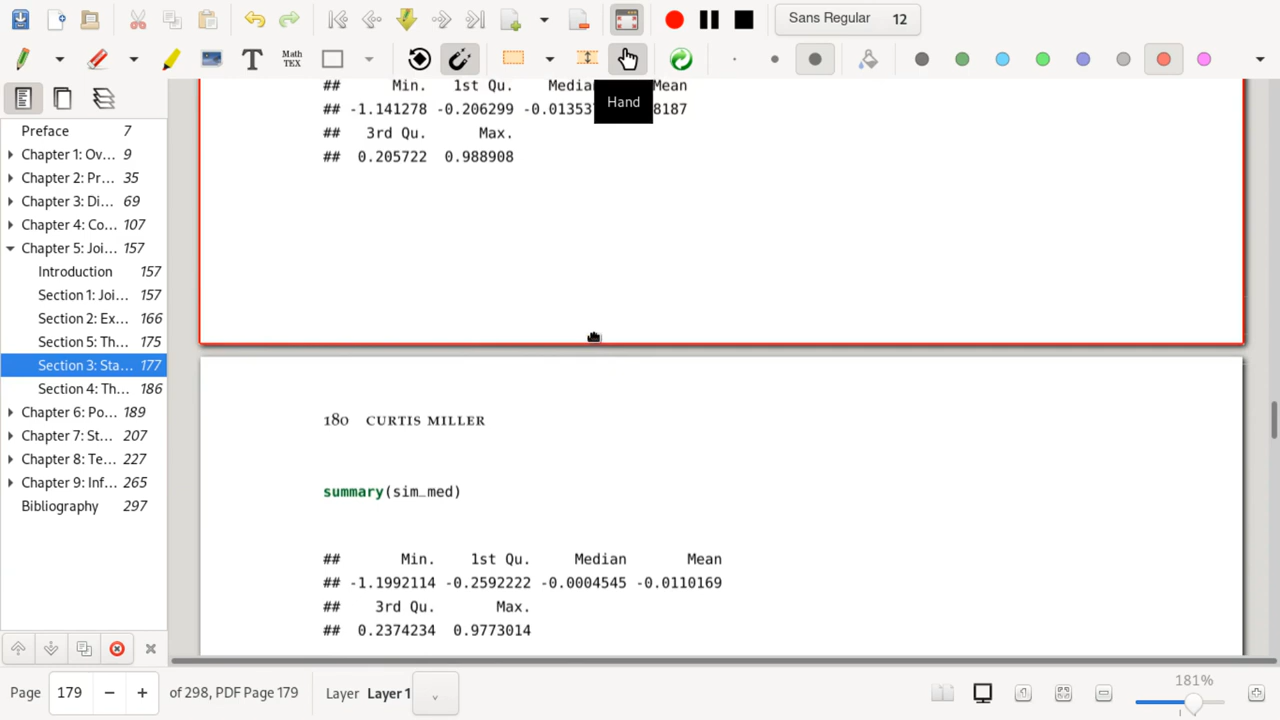 Sans Regular 12
Math
TEX
Hand
Preface 7
Chapter 1: Ov... 9
Chapter 2: Pr... 35
Chapter 3: Di... 69
Chapter 4: Co... 107
Chapter 5: Joi... 157
Introduction 157
Section 1: Joi... 157
Section 2: Ex... 166
Section 5: Th... 175
Section 3: Sta... 177
Section 4: Th... 186
Chapter 6: Po... 189
Chapter 7: St... 207
Chapter 8: Te... 227
Chapter 9: Inf... 265
Bibliography 297
## Min. 1st Qu. Media Mean
## -1.141278 -0.206299 -0.01353 8187
## 3rd Qu. Max.
## 0.205722 0.988908
180 CURTIS MILLER
summary(sim_med)
## Min. 1st Qu. Median Mean
## -1.1992114 -0.2592222 -0.0004545 -0.0110169
## 3rd Qu. Max.
## 0.2374234 0.9773014
Page 179 of 298, PDF Page 179 Layer Layer 1
181%